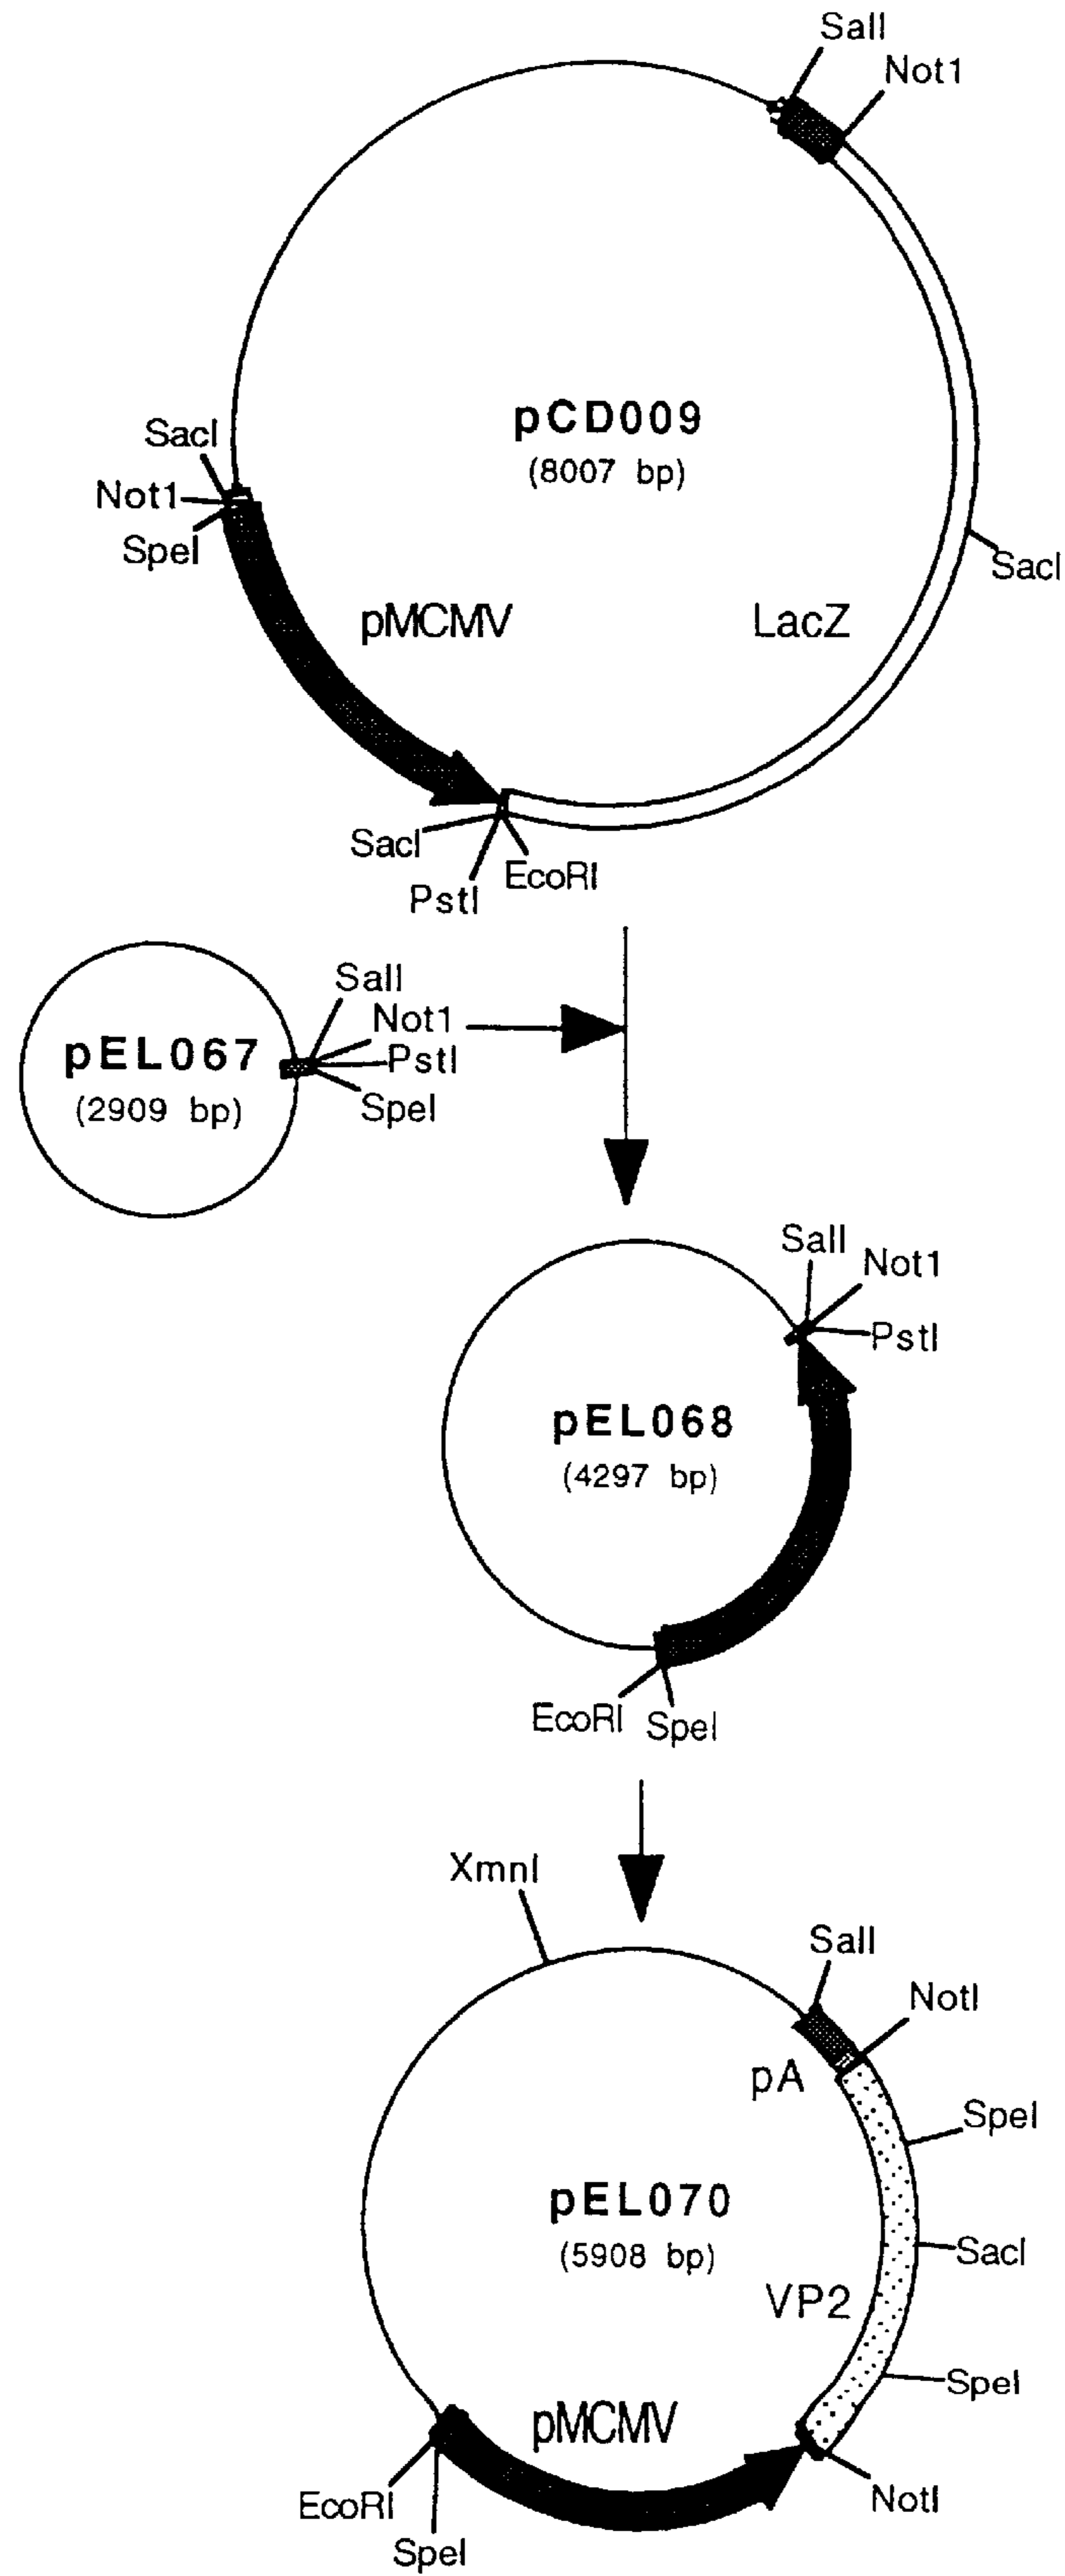 SalI
Not1
pCD009
(8007 bp)
SacI
Not1
SpeI
pMCMV
LacZ
SacI
SacI
PstI
EcoRI
SalI
Not1
PstI
SpeI
pEL067
(2909 bp)
SalI
Not1
PstI
pEL068
(4297 bp)
EcoRI
SpeI
XmnI
SalI
NotI
pA
SpeI
pEL070
(5908 bp)
SacI
VP2
SpeI
pMCMV
EcoRI
SpeI
NotI